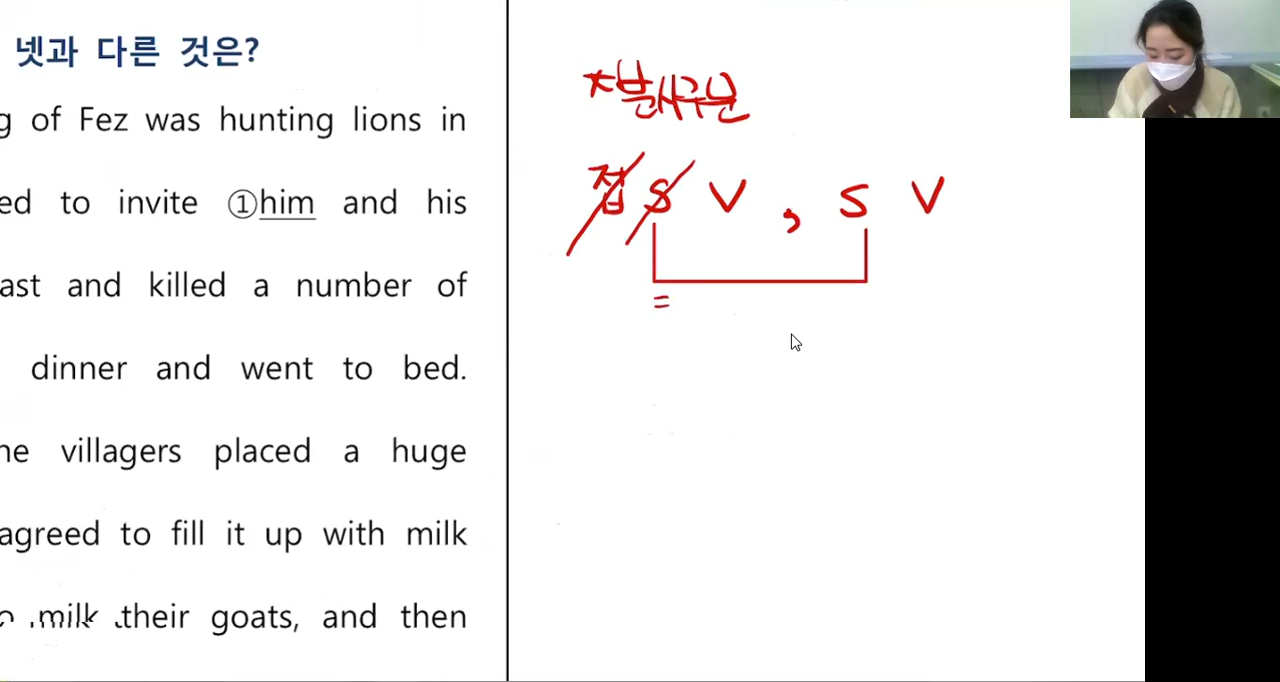 넷과 다른 것은?
g of Fez was hunting lions in
ed to invite ①him and his
ast and killed a number of
dinner and went to bed.
he villagers placed a huge
agreed to fill it up with milk
milk their goats, and then
*분사구문
접 S V , S V
=